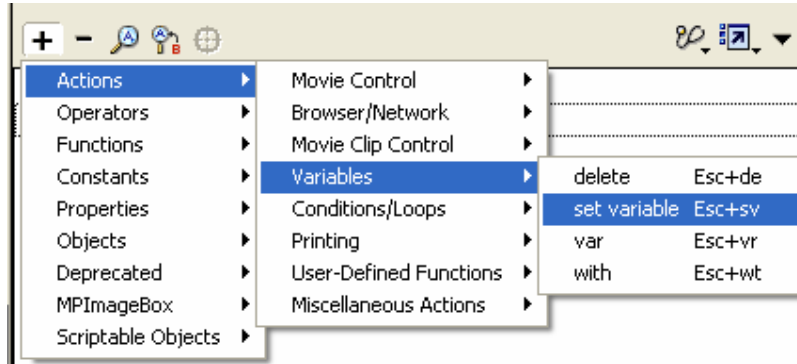 Actions
Operators
Functions
Constants
Properties
Objects
Deprecated
MPImageBox
Scriptable Objects
Movie Control
Browser/Network
Movie Clip Control
Variables
Conditions/Loops
Printing
User-Defined Functions
Miscellaneous Actions
delete Esc+de
set variable Esc+sv
var Esc+vr
with Esc+wt